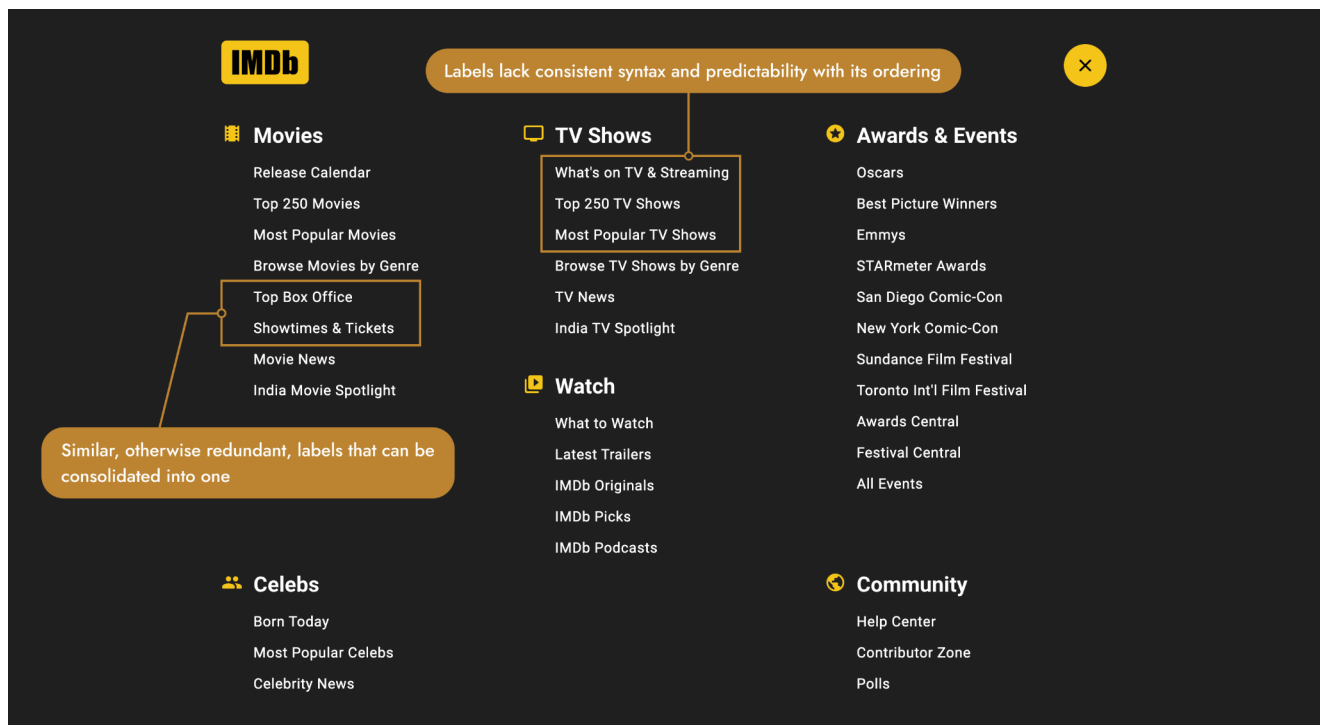 IMDb
Labels lack consistent syntax and predictability with its ordering
Movies
Release Calendar
Top 250 Movies
Most Popular Movies
Browse Movies by Genre
Top Box Office
Showtimes & Tickets
Movie News
India Movie Spotlight
Similar, otherwise redundant, labels that can be
consolidated into one
TV Shows
What's on TV & Streaming
Top 250 TV Shows
Most Popular TV Shows
Browse TV Shows by Genre
TV News
India TV Spotlight
Watch
What to Watch
Latest Trailers
IMDb Originals
IMDb Picks
IMDb Podcasts
Awards & Events
Oscars
Best Picture Winners
Emmys
STARmeter Awards
San Diego Comic-Con
New York Comic-Con
Sundance Film Festival
Toronto Int'l Film Festival
Awards Central
Festival Central
All Events
Celebs
Born Today
Most Popular Celebs
Celebrity News
Community
Help Center
Contributor Zone
Polls